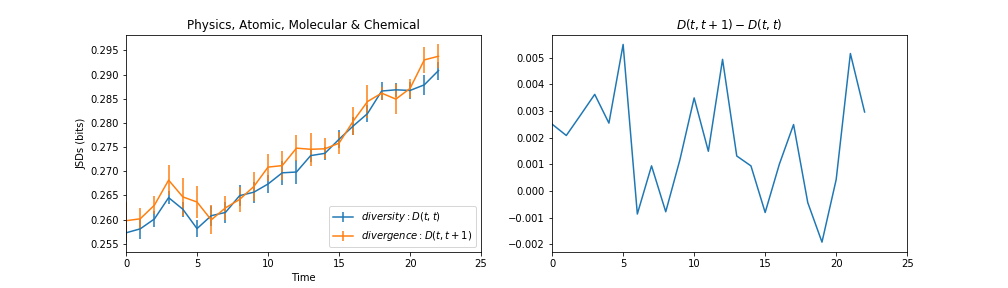 Physics, Atomic, Molecular & Chemical
JSDs (bits)
0.295
0.290
0.285
0.280
0.275
0.270
0.265
0.260
0.255
diversity : D(t, t)
divergence : D(t, t + 1)
0 5 10 15 20 25
Time
D(t, t + 1) − D(t, t)
0.005
0.004
0.003
0.002
0.001
0.000
−0.001
−0.002
0 5 10 15 20 25